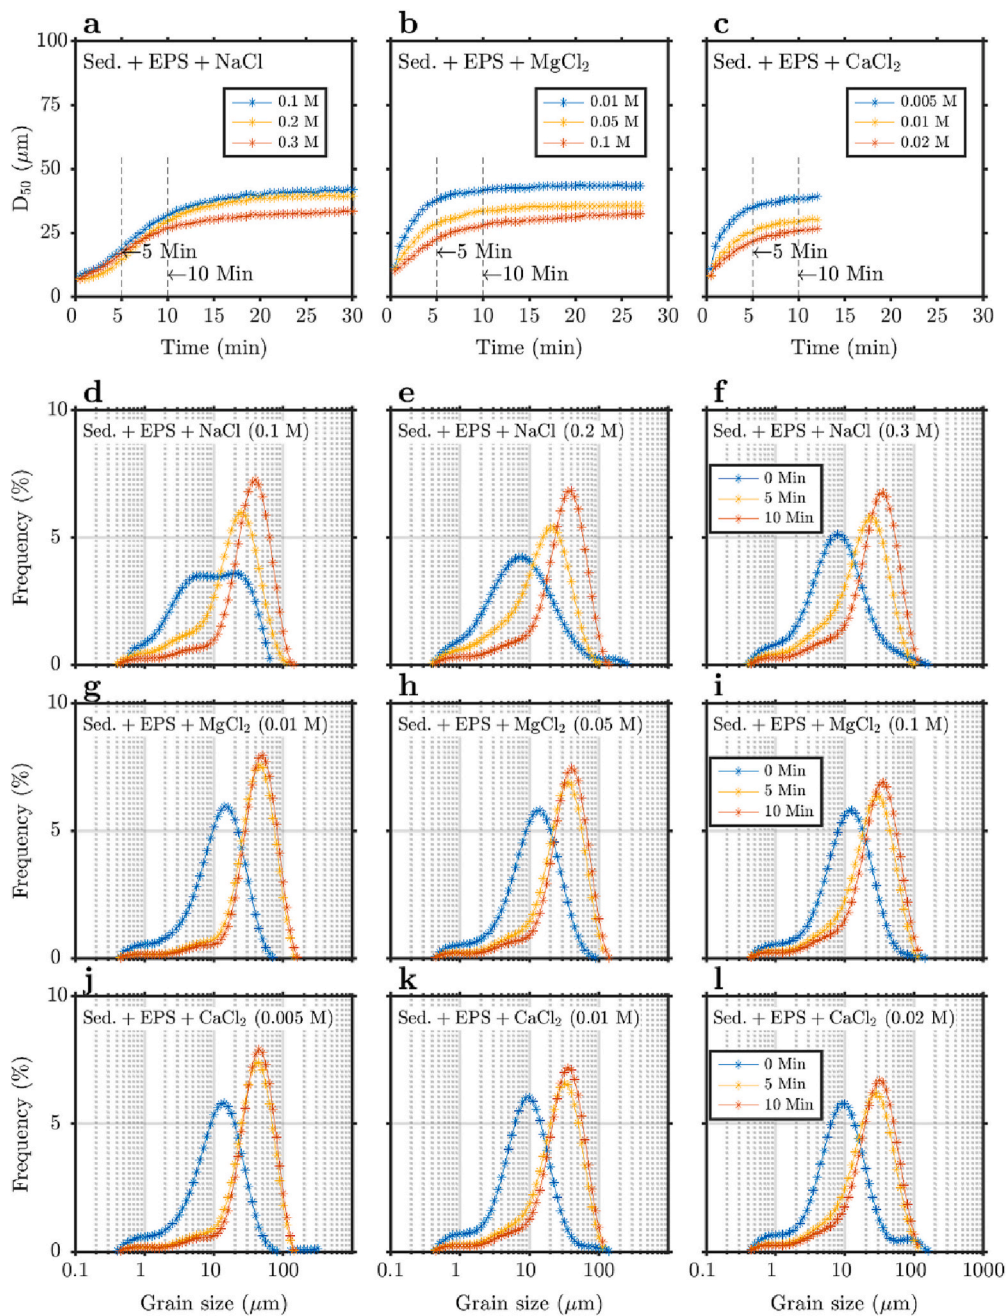 a b c
100 Sed. + EPS + NaCl Sed. + EPS + MgCl₂ Sed. + EPS + CaCl₂
0.1 M 0.01 M 0.005 M
0.2 M 0.05 M 0.01 M
0.3 M 0.1 M 0.02 M
75
D₅₀ (μm)
50
25
←5 Min ←5 Min ←5 Min
←10 Min ←10 Min ←10 Min
0
0 5 10 15 20 25 30 0 5 10 15 20 25 30 0 5 10 15 20 25 30
Time (min) Time (min) Time (min)
d e f
10
Sed. + EPS + NaCl (0.1 M) Sed. + EPS + NaCl (0.2 M) Sed. + EPS + NaCl (0.3 M)
0 Min
5 Min
10 Min
Frequency (%)
5
0
g h i
10
Sed. + EPS + MgCl₂ (0.01 M) Sed. + EPS + MgCl₂ (0.05 M) Sed. + EPS + MgCl₂ (0.1 M)
0 Min
5 Min
10 Min
Frequency (%)
5
0
j k l
10
Sed. + EPS + CaCl₂ (0.005 M) Sed. + EPS + CaCl₂ (0.01 M) Sed. + EPS + CaCl₂ (0.02 M)
0 Min
5 Min
10 Min
Frequency (%)
5
0
0.1 1 10 100 0.1 1 10 100 0.1 1 10 100 1000
Grain size (μm) Grain size (μm) Grain size (μm)